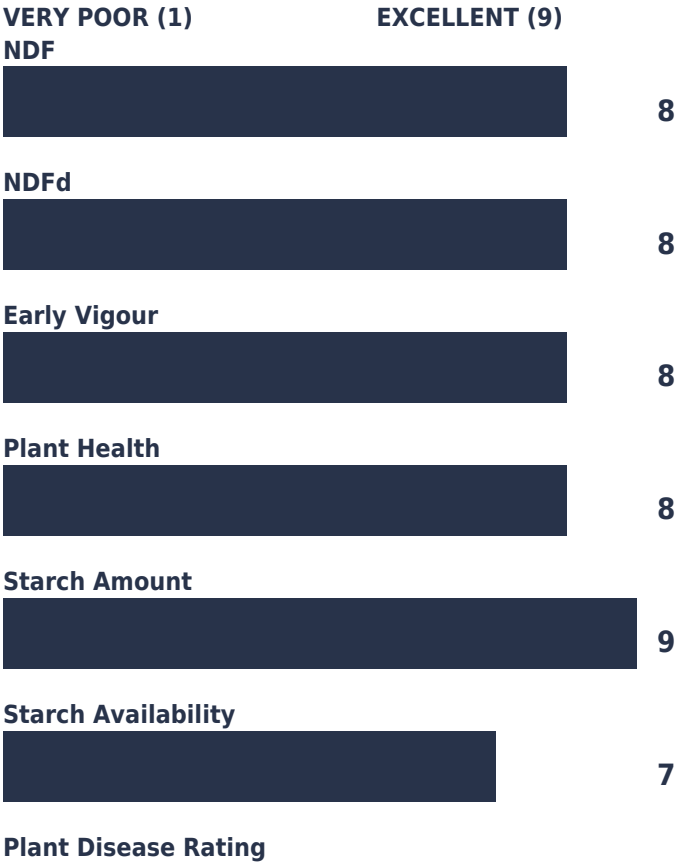 VERY POOR (1) EXCELLENT (9)
NDF
8
NDFd
8
Early Vigour
8
Plant Health
8
Starch Amount
9
Starch Availability
7
Plant Disease Rating